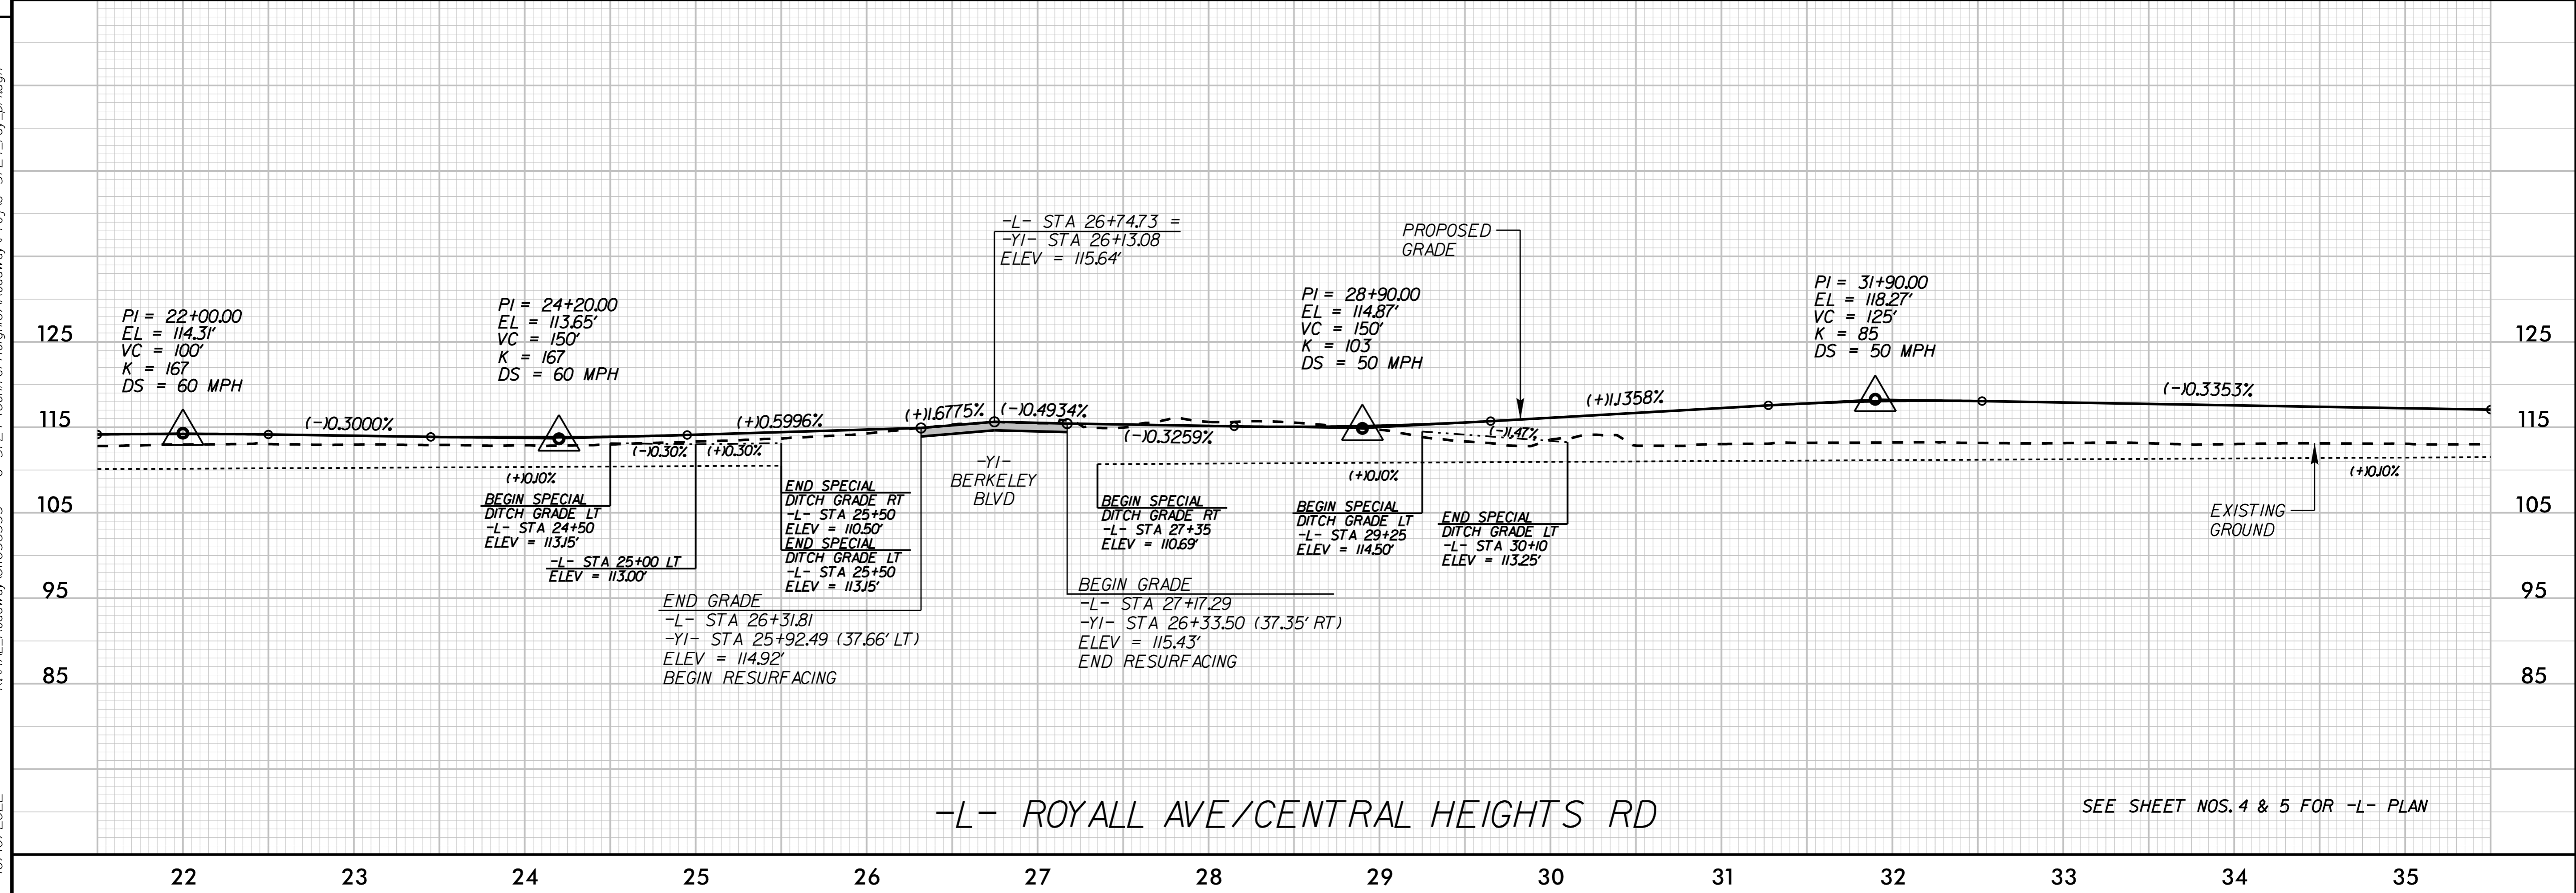 -L- STA 26+74.73 =
-Y1- STA 26+13.08
ELEV = 115.64'
PROPOSED
GRADE
PI = 22+00.00
EL = 114.31'
VC = 100'
K = 167
DS = 60 MPH
PI = 24+20.00
EL = 113.65'
VC = 150'
K = 167
DS = 60 MPH
PI = 28+90.00
EL = 114.87'
VC = 150'
K = 103
DS = 50 MPH
PI = 31+90.00
EL = 118.27'
VC = 125'
K = 85
DS = 50 MPH
125
125
115
(-)0.3000%
(+)0.5996%
(+)1.6775%
(-)0.4934%
(-)0.3259%
(+)1.1358%
(-)0.3353%
115
(-)0.30%
(+)0.30%
(-)1.47%
(+)0.10%
(+)0.10%
(+)0.10%
-Y1-
BERKELEY
BLVD
105
BEGIN SPECIAL
DITCH GRADE LT
-L- STA 24+50
ELEV = 113.15'
-L- STA 25+00 LT
ELEV = 113.00'
END SPECIAL
DITCH GRADE RT
-L- STA 25+50
ELEV = 110.50'
END SPECIAL
DITCH GRADE LT
-L- STA 25+50
ELEV = 113.15'
BEGIN SPECIAL
DITCH GRADE RT
-L- STA 27+35
ELEV = 110.69'
BEGIN SPECIAL
DITCH GRADE LT
-L- STA 29+25
ELEV = 114.50'
END SPECIAL
DITCH GRADE LT
-L- STA 30+10
ELEV = 113.25'
EXISTING
GROUND
105
95
95
END GRADE
-L- STA 26+31.81
-Y1- STA 25+92.49 (37.66' LT)
ELEV = 114.92'
BEGIN RESURFACING
BEGIN GRADE
-L- STA 27+17.29
-Y1- STA 26+33.50 (37.35' RT)
ELEV = 115.43'
END RESURFACING
85
85
-L- ROYALL AVE/CENTRAL HEIGHTS RD
SEE SHEET NOS. 4 & 5 FOR -L- PLAN
22 23 24 25 26 27 28 29 30 31 32 33 34 35